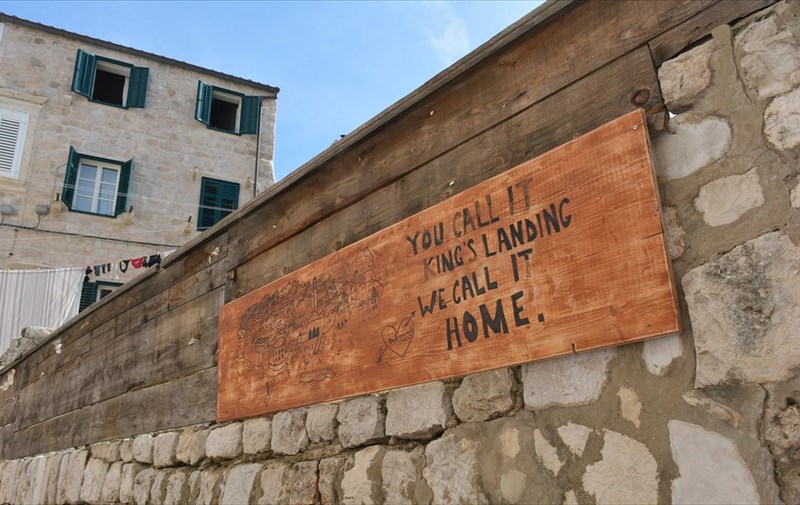 YOU CALL IT
KING'S LANDING
WE CALL IT
HOME.